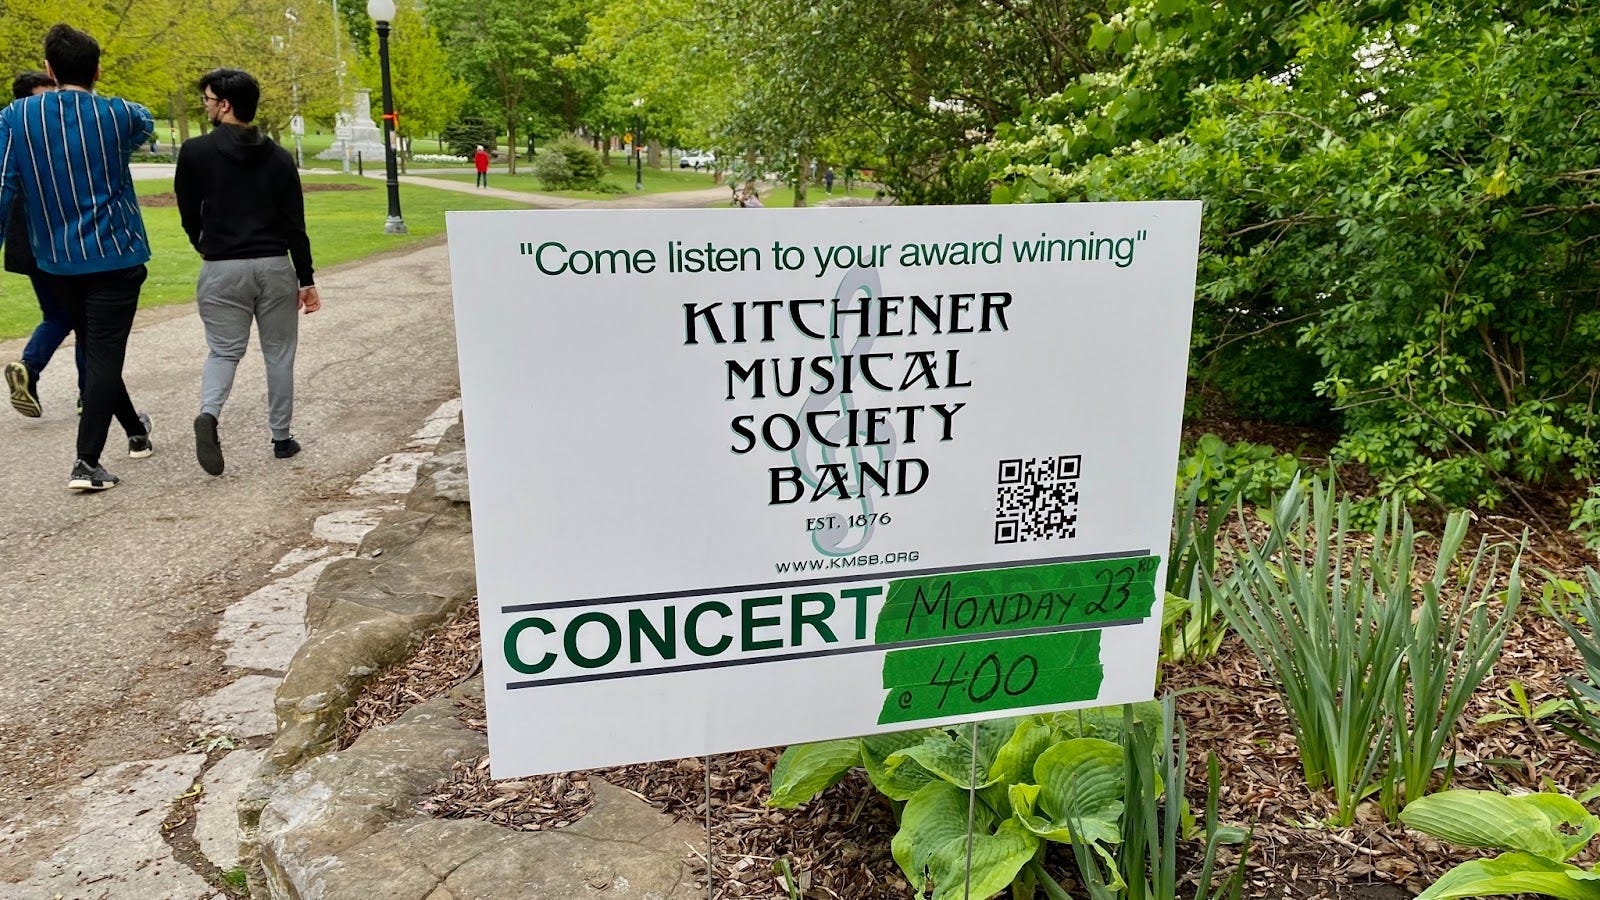 "Come listen to your award winning"
KITCHENER
MUSICAL
SOCIETY
BAND
EST. 1876
WWW.KMSB.ORG
CONCERT MONDAY 23RD
@ 4:00